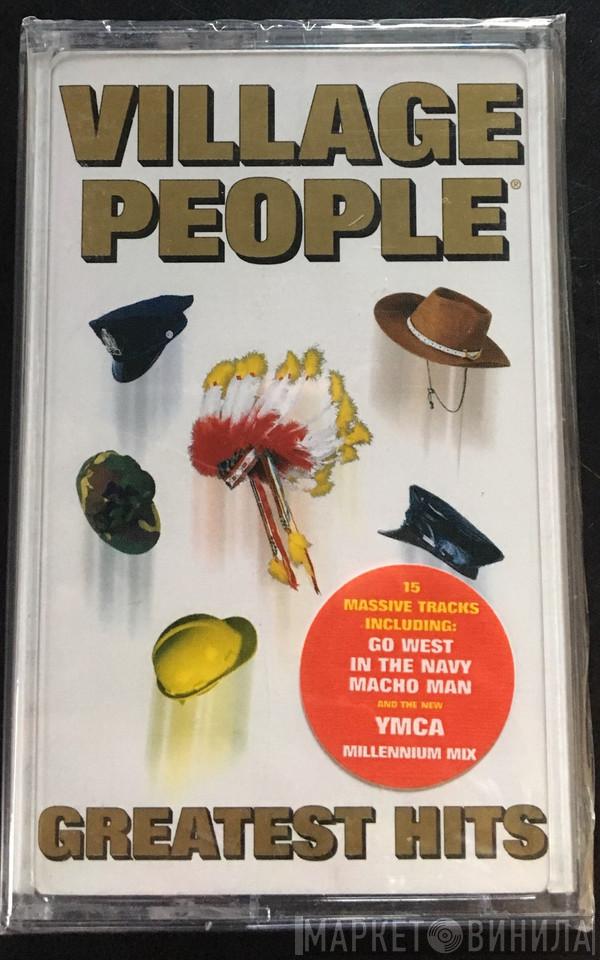 VILLAGE
PEOPLE®
15
MASSIVE TRACKS
INCLUDING:
GO WEST
IN THE NAVY
MACHO MAN
AND THE NEW
YMCA
MILLENNIUM MIX
GREATEST HITS
МАРКЕТ ВИНИЛА